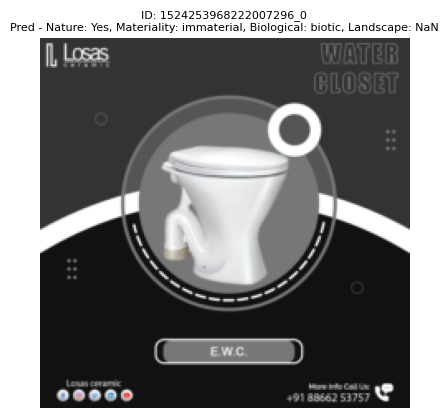 ID: 1524253968222007296_0
Pred - Nature: Yes, Materiality: immaterial, Biological: biotic, Landscape: NaN
Losas
ceramic
WATER
CLOSET
E.W.C.
Losas ceramic
More Info Call Us:
+91 88662 53757